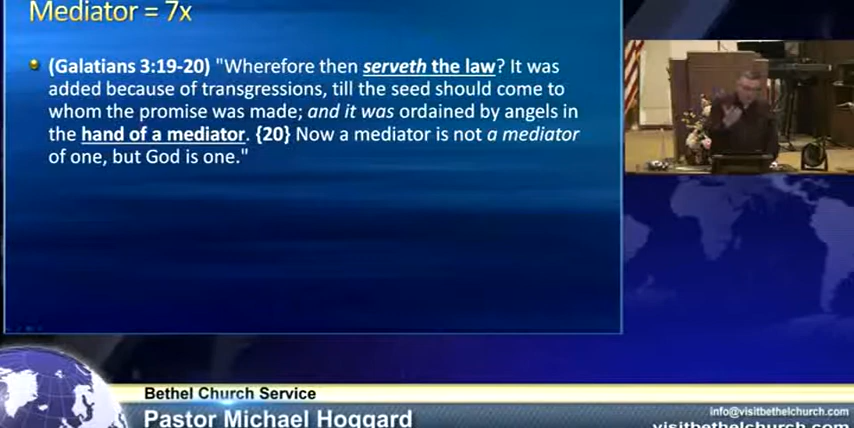 Mediator = 7x
(Galatians 3:19-20) "Wherefore then serveth the law? It was
added because of transgressions, till the seed should come to
whom the promise was made; and it was ordained by angels in
the hand of a mediator. {20} Now a mediator is not a mediator
of one, but God is one."
Bethel Church Service
Pastor Michael Hoggard
info@visitbethelchurch.com
visitbethelchurch.com